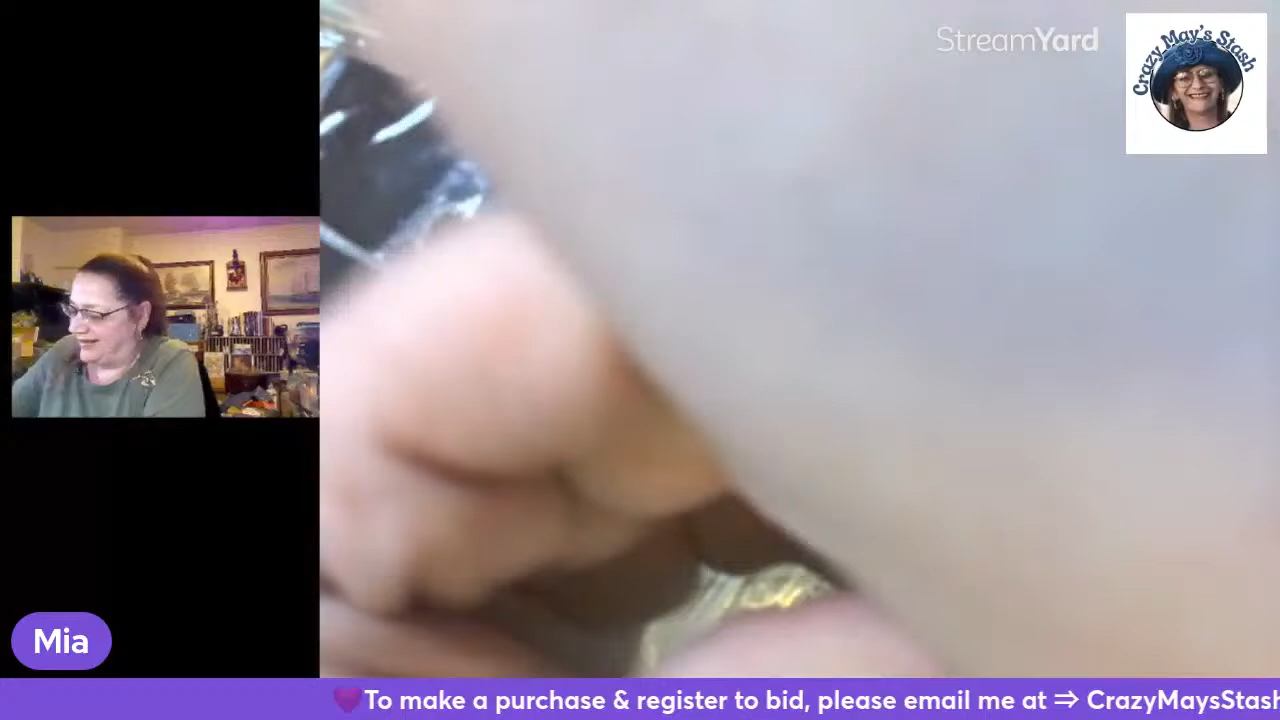 StreamYard
Crazy May's Stash
Mia
💜To make a purchase & register to bid, please email me at ⇒ CrazyMaysStash